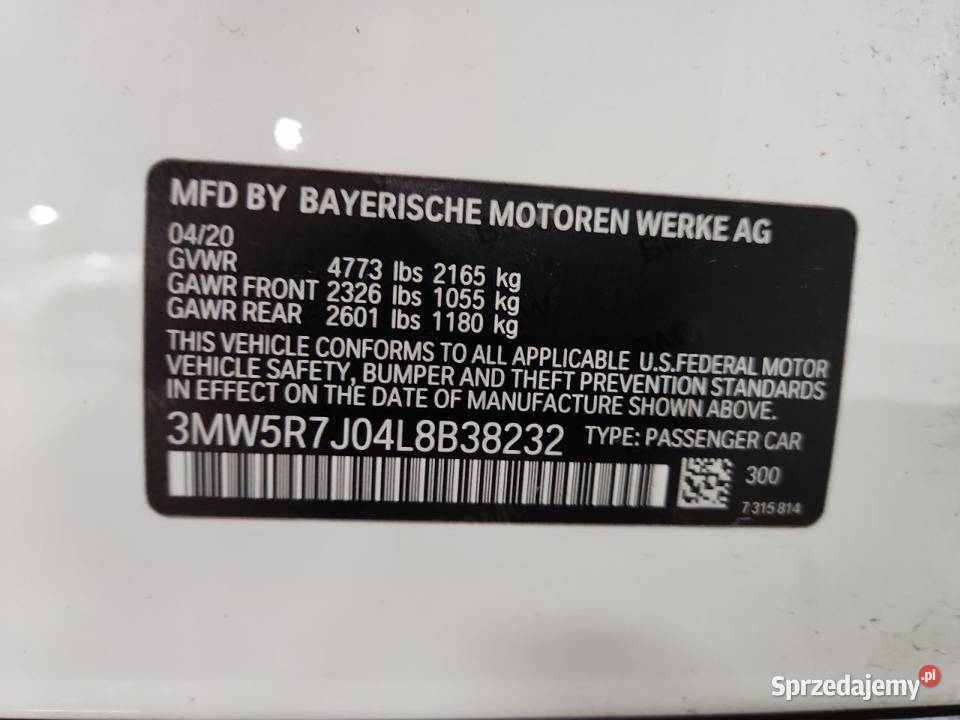 MFD BY BAYERISCHE MOTOREN WERKE AG
04/20
GVWR 4773 lbs 2165 kg
GAWR FRONT 2326 lbs 1055 kg
GAWR REAR 2601 lbs 1180 kg
THIS VEHICLE CONFORMS TO ALL APPLICABLE U.S.FEDERAL MOTOR
VEHICLE SAFETY, BUMPER AND THEFT PREVENTION STANDARDS
IN EFFECT ON THE DATE OF MANUFACTURE SHOWN ABOVE.
3MW5R7J04L8B38232 TYPE: PASSENGER CAR
300
7 315 814
Sprzedajemy.pl